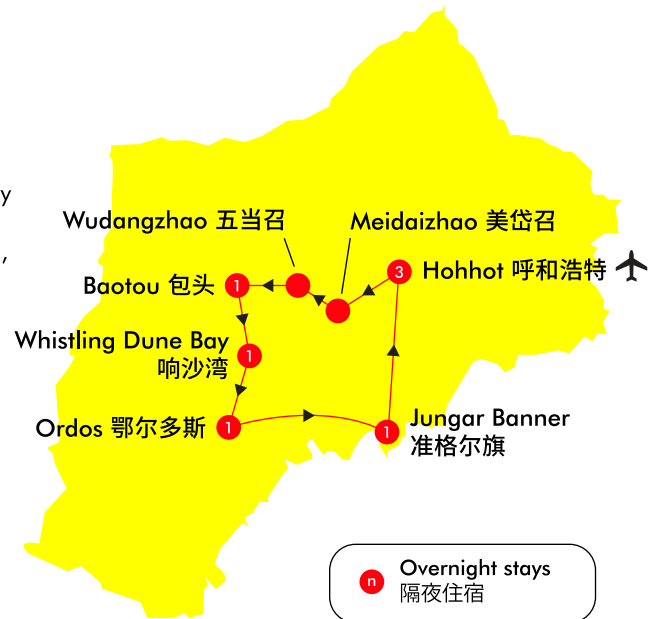 y
,
Wudangzhao 五当召
Meidaizhao 美岱召
Baotou 包头
1
3
Hohhot 呼和浩特
Whistling Dune Bay
响沙湾
1
Ordos 鄂尔多斯
1
1
Jungar Banner
准格尔旗
n
Overnight stays
隔夜住宿